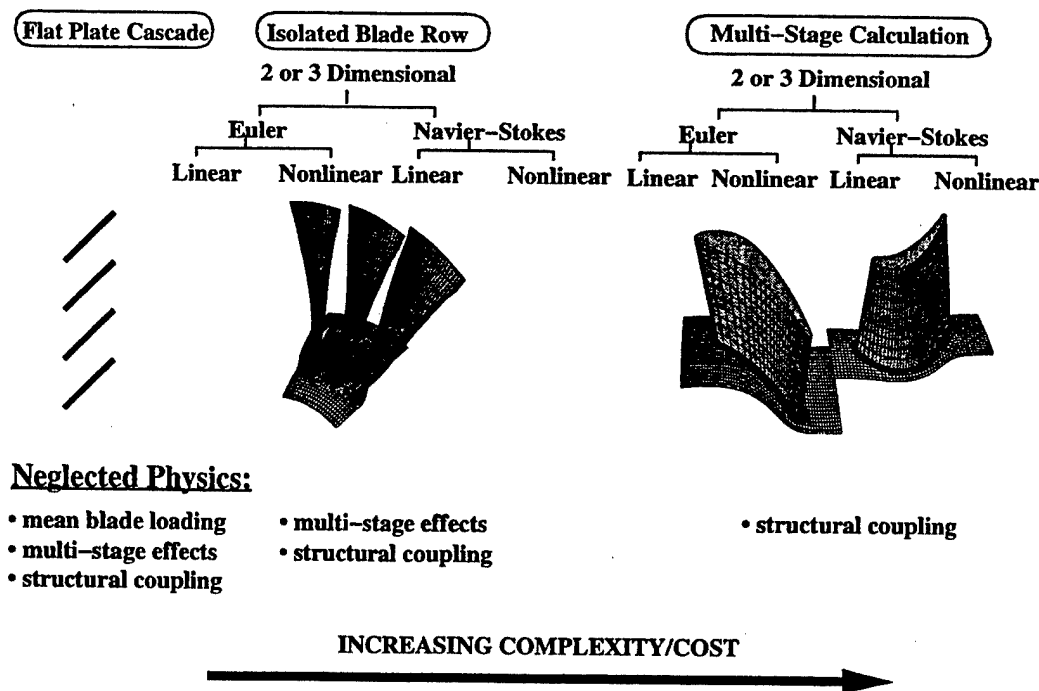 Flat Plate Cascade
Isolated Blade Row
Multi−Stage Calculation
2 or 3 Dimensional
2 or 3 Dimensional
Euler
Navier−Stokes
Euler
Navier−Stokes
Linear
Nonlinear
Linear
Nonlinear
Linear
Nonlinear
Linear
Nonlinear
Neglected Physics:
• mean blade loading
• multi−stage effects
• structural coupling
• multi−stage effects
• structural coupling
• structural coupling
INCREASING COMPLEXITY/COST